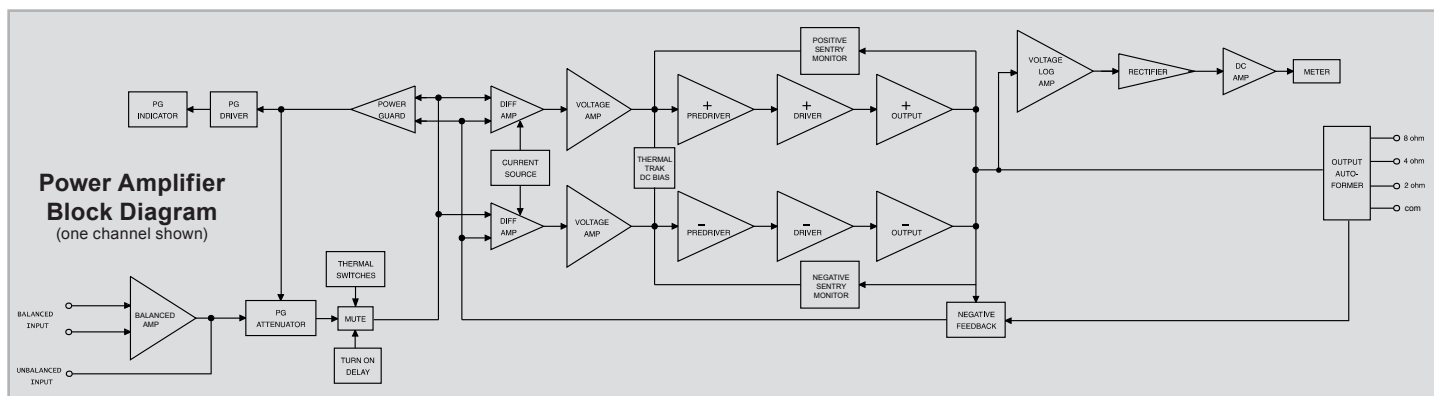 POSITIVE
SENTRY
MONITOR
VOLTAGE
LOG
AMP
RECTIFIER
DC
AMP
METER
PG
INDICATOR
PG
DRIVER
POWER
GUARD
DIFF
AMP
VOLTAGE
AMP
+
PREDRIVER
+
DRIVER
+
OUTPUT
8 ohm
4 ohm
2 ohm
com
OUTPUT
AUTO-
FORMER
CURRENT
SOURCE
THERMAL
TRAK
DC BIAS
Power Amplifier
Block Diagram
(one channel shown)
DIFF
AMP
VOLTAGE
AMP
−
PREDRIVER
−
DRIVER
−
OUTPUT
THERMAL
SWITCHES
NEGATIVE
SENTRY
MONITOR
BALANCED
INPUT
BALANCED
AMP
PG
ATTENUATOR
MUTE
NEGATIVE
FEEDBACK
TURN ON
DELAY
UNBALANCED
INPUT